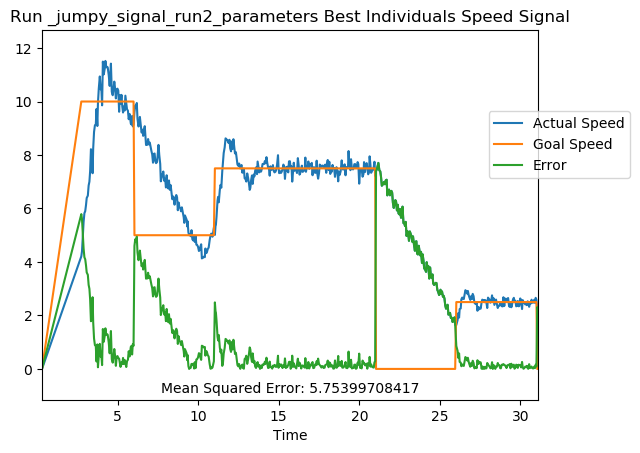 Run _jumpy_signal_run2_parameters Best Individuals Speed Signal
12
10
8
6
4
2
0
Actual Speed
Goal Speed
Error
Mean Squared Error: 5.75399708417
5 10 15 20 25 30
Time